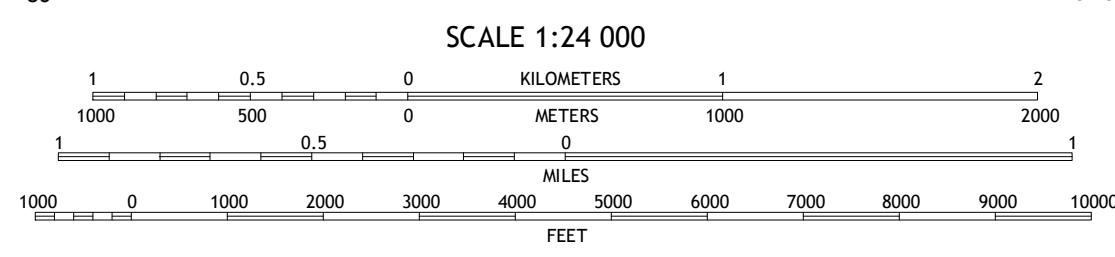 SCALE 1:24 000
1 0.5 0 KILOMETERS 1 2
1000 500 0 METERS 1000 2000
1 0.5 0 1
MILES
1000 0 1000 2000 3000 4000 5000 6000 7000 8000 9000 10000
FEET